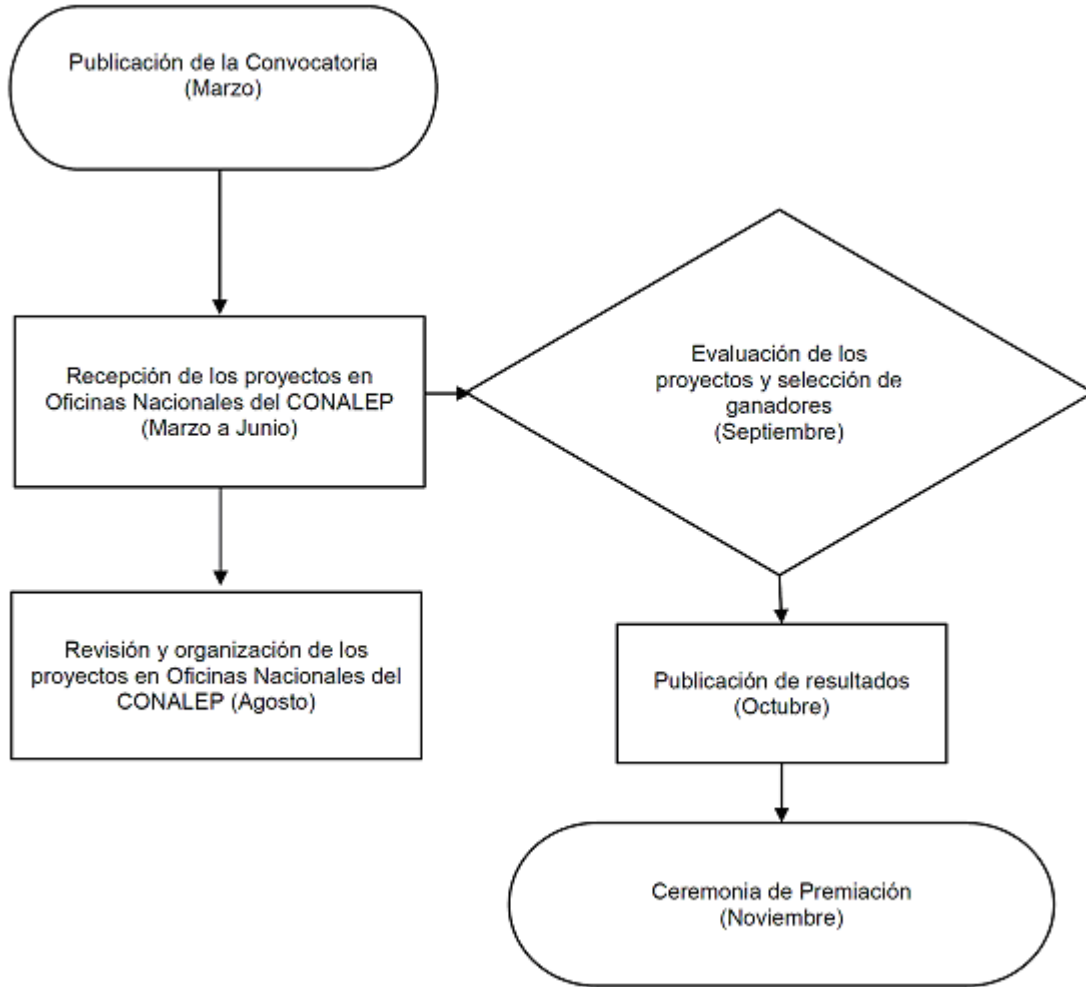 Publicación de la Convocatoria
(Marzo)
Recepción de los proyectos en
Oficinas Nacionales del CONALEP
(Marzo a Junio)
Revisión y organización de los
proyectos en Oficinas Nacionales del
CONALEP (Agosto)
Evaluación de los
proyectos y selección de
ganadores
(Septiembre)
Publicación de resultados
(Octubre)
Ceremonia de Premiación
(Noviembre)